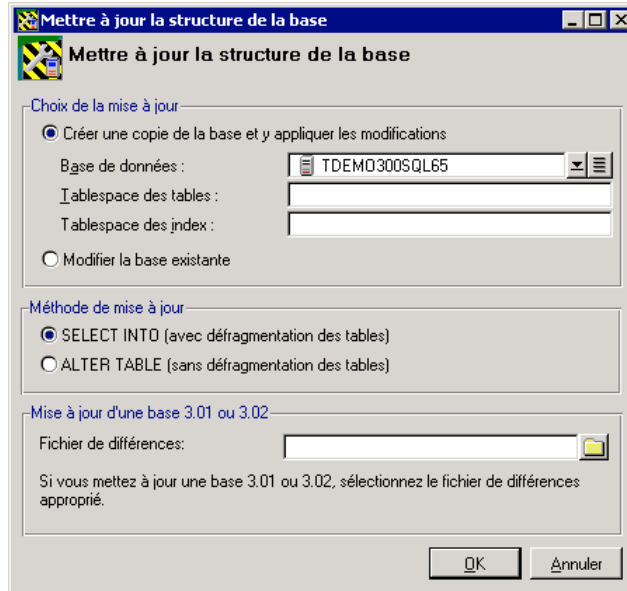 Mettre à jour la structure de la base
Mettre à jour la structure de la base
Choix de la mise à jour
Créer une copie de la base et y appliquer les modifications
Base de données :
TDEMO300SQL65
Tablespace des tables :
Tablespace des index :
Modifier la base existante
Méthode de mise à jour
SELECT INTO (avec défragmentation des tables)
ALTER TABLE (sans défragmentation des tables)
Mise à jour d'une base 3.01 ou 3.02
Fichier de différences:
Si vous mettez à jour une base 3.01 ou 3.02, sélectionnez le fichier de différences
approprié.
OK
Annuler